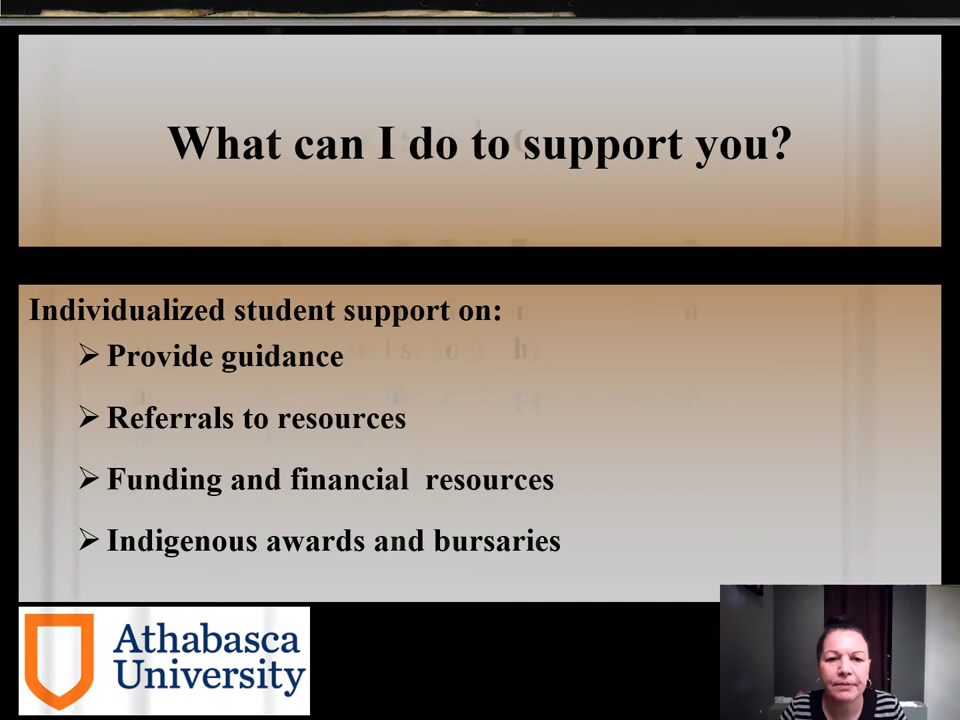 What can I do to support you?
Individualized student support on:
Provide guidance
Referrals to resources
Funding and financial  resources
Indigenous awards and bursaries
Athabasca
University